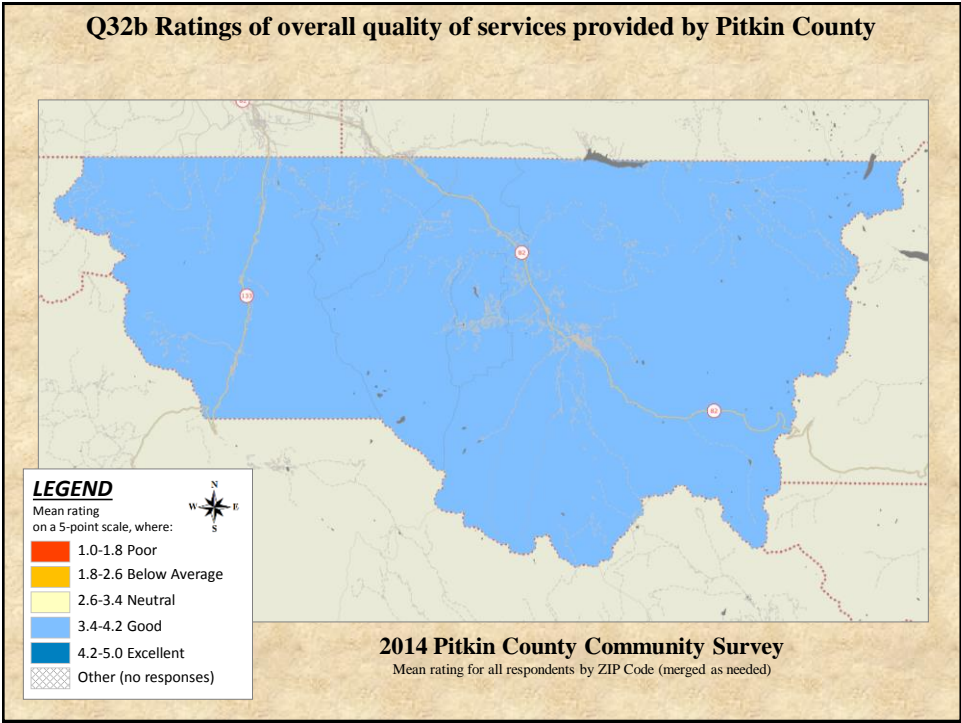 Q32b Ratings of overall quality of services provided by Pitkin County
82
82
133
82
LEGEND
Mean rating
on a 5-point scale, where:
N
W E
S
1.0-1.8 Poor
1.8-2.6 Below Average
2.6-3.4 Neutral
3.4-4.2 Good
4.2-5.0 Excellent
Other (no responses)
2014 Pitkin County Community Survey
Mean rating for all respondents by ZIP Code (merged as needed)